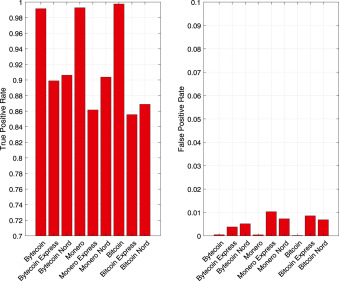 True Positive Rate
1
0.98
0.96
0.94
0.92
0.9
0.88
0.86
0.84
0.82
0.8
0.78
0.76
0.74
0.72
0.7
Bytecoin
Bytecoin Express
Bytecoin Nord
Monero
Monero Express
Monero Nord
Bitcoin
Bitcoin Express
Bitcoin Nord
False Positive Rate
0.1
0.09
0.08
0.07
0.06
0.05
0.04
0.03
0.02
0.01
0
Bytecoin
Bytecoin Express
Bytecoin Nord
Monero
Monero Express
Monero Nord
Bitcoin
Bitcoin Express
Bitcoin Nord